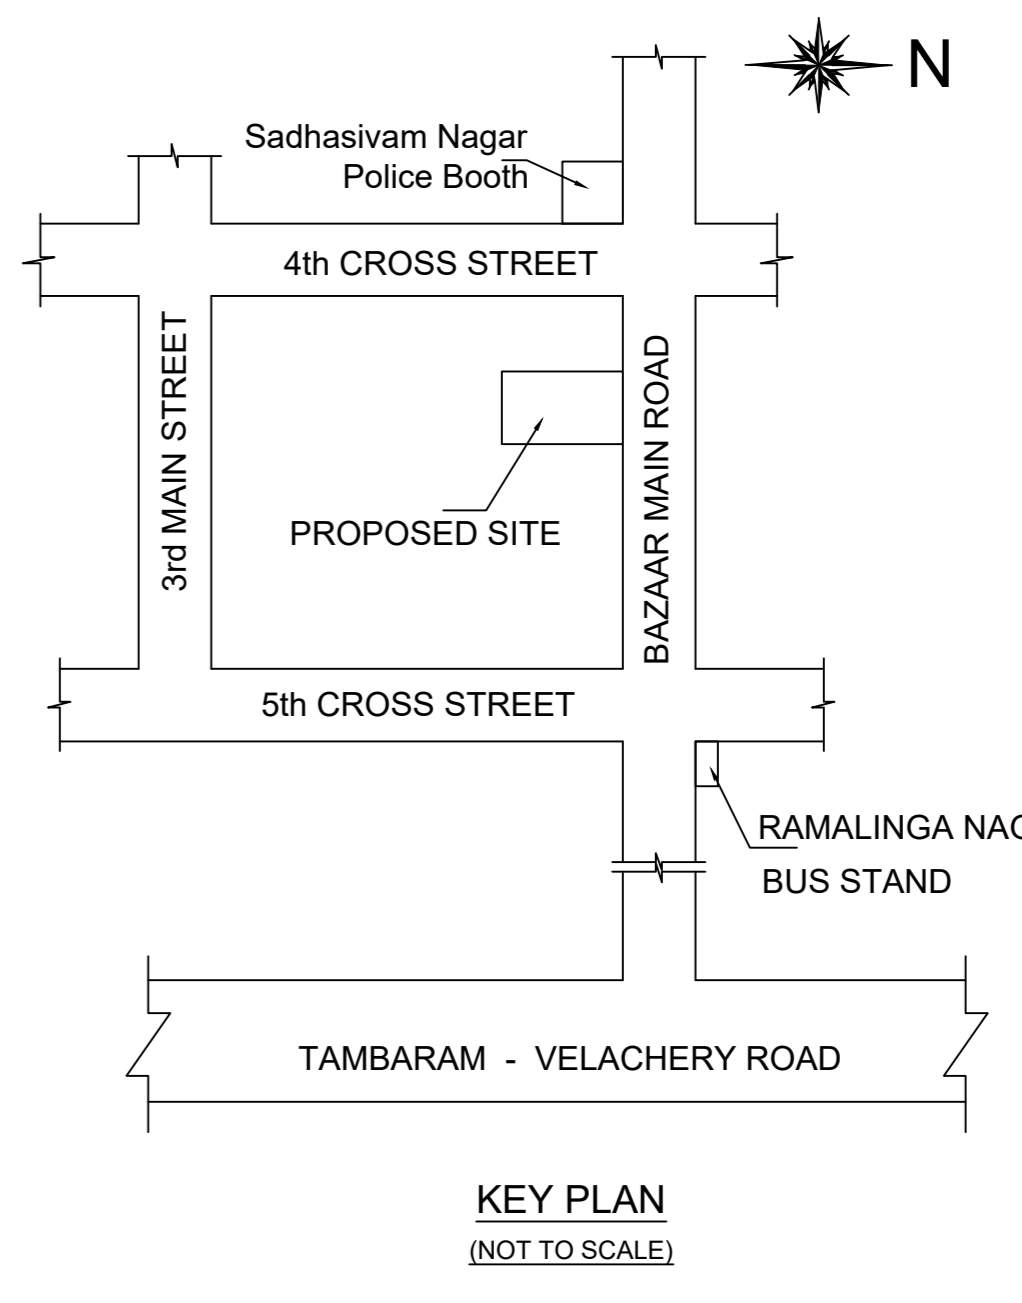 N
Sadhasivam Nagar
Police Booth
4th CROSS STREET
3rd MAIN STREET
BAZAAR MAIN ROAD
PROPOSED SITE
5th CROSS STREET
RAMALINGA
BUS STAND
TAMBARAM - VELACHERY ROAD
KEY PLAN
(NOT TO SCALE)